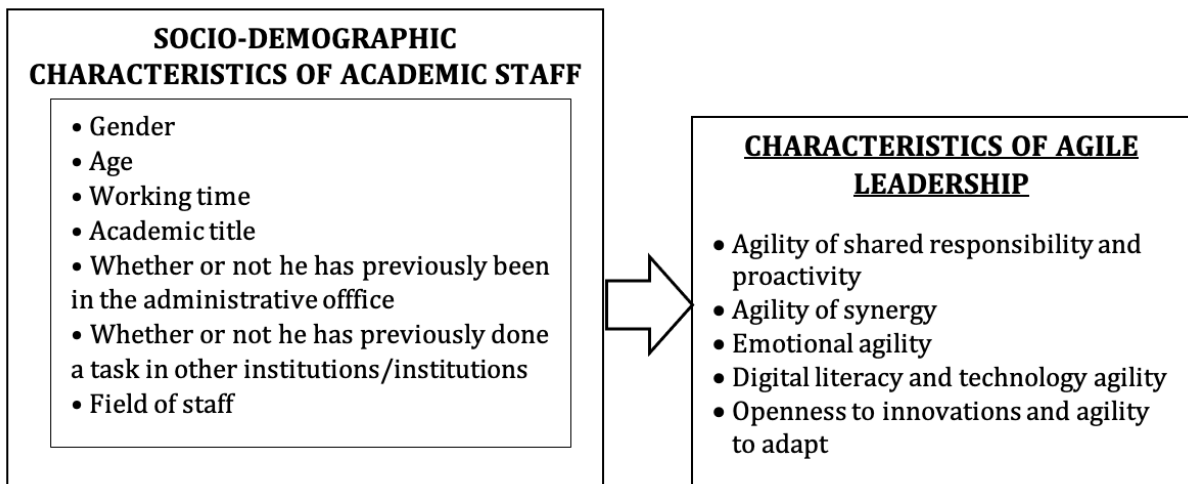 SOCIO-DEMOGRAPHIC
CHARACTERISTICS OF ACADEMIC STAFF
• Gender
• Age
• Working time
• Academic title
• Whether or not he has previously been
in the administrative offfice
• Whether or not he has previously done
a task in other institutions/institutions
• Field of staff
CHARACTERISTICS OF AGILE
LEADERSHIP
• Agility of shared responsibility and
proactivity
• Agility of synergy
• Emotional agility
• Digital literacy and technology agility
• Openness to innovations and agility
to adapt